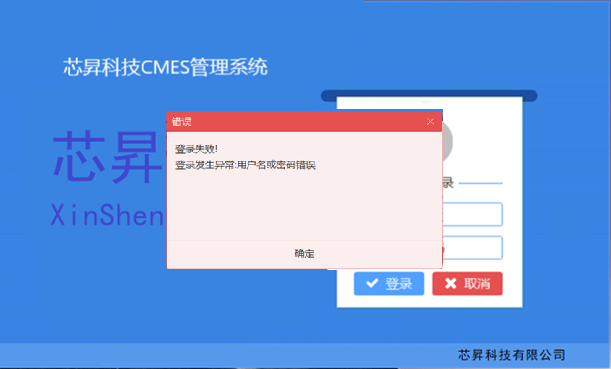 芯昇科技CMES管理系统
芯昇
XinShen
错误
登录失败!
登录发生异常:用户名或密码错误
确定
录
登录
取消
芯昇科技有限公司